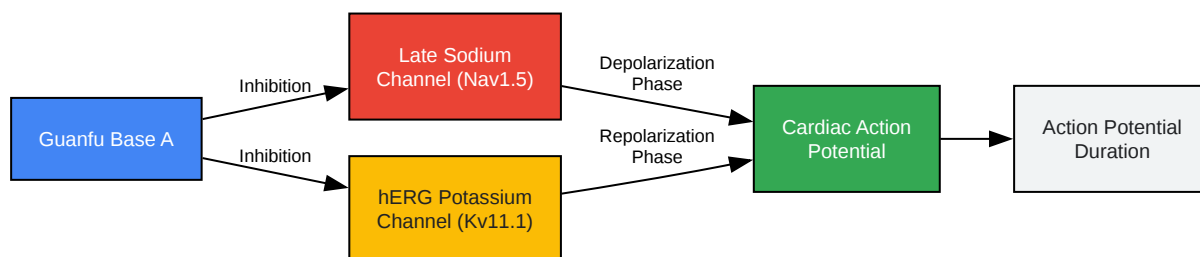 Guanfu Base A
Inhibition
Inhibition
Late Sodium
Channel (Nav1.5)
hERG Potassium
Channel (Kv11.1)
Depolarization
Phase
Repolarization
Phase
Cardiac Action
Potential
Action Potential
Duration